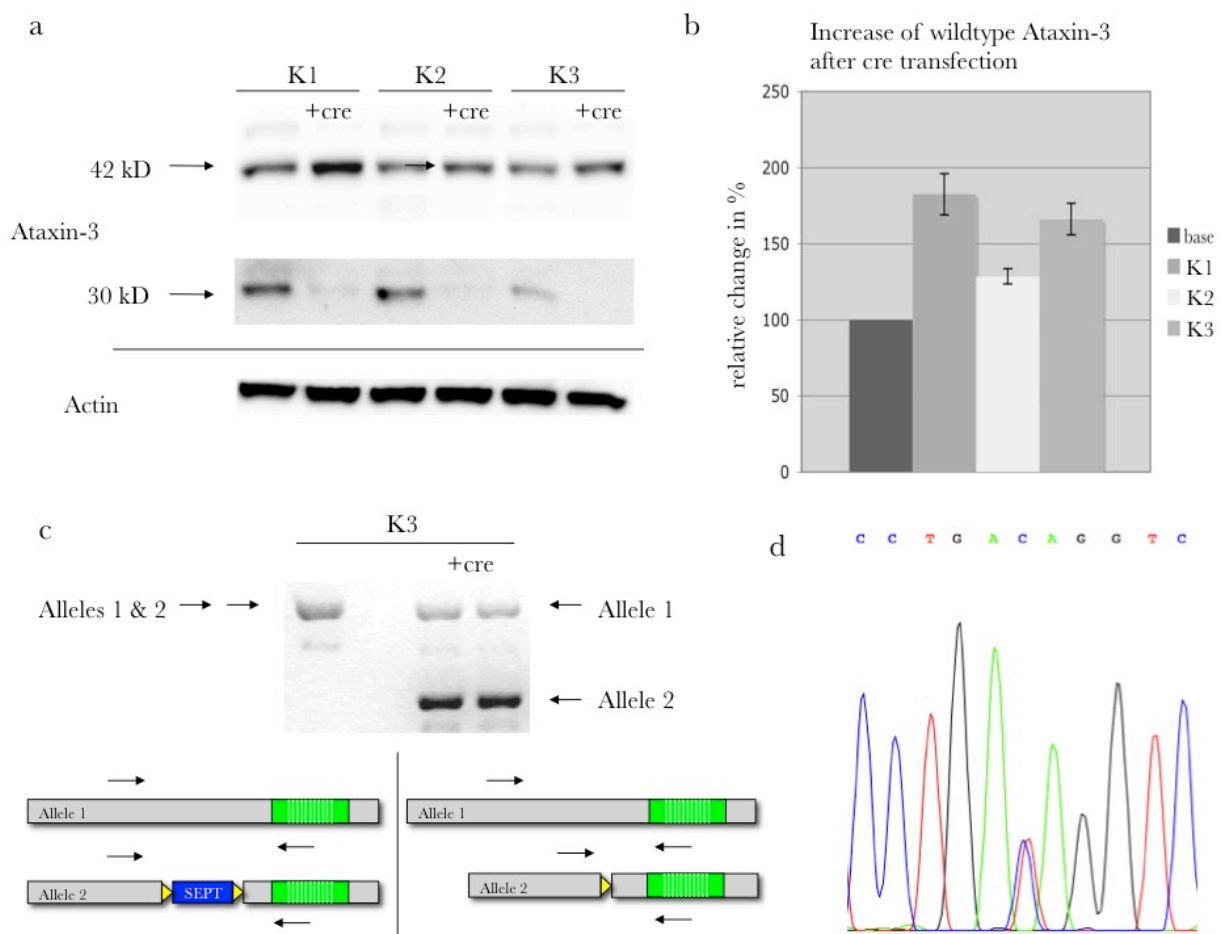 a
K1 K2 K3
+cre +cre +cre
42 kD
Ataxin-3
30 kD
Actin
b
Increase of wildtype Ataxin-3
after cre transfection
relative change in %
250
200
150
100
50
0
base
K1
K2
K3
c
K3
+cre
Alleles 1 & 2
Allele 1
Allele 2
Allele 1
Allele 2
SEPT
Allele 1
Allele 2
d
C C T G A C A G G T C